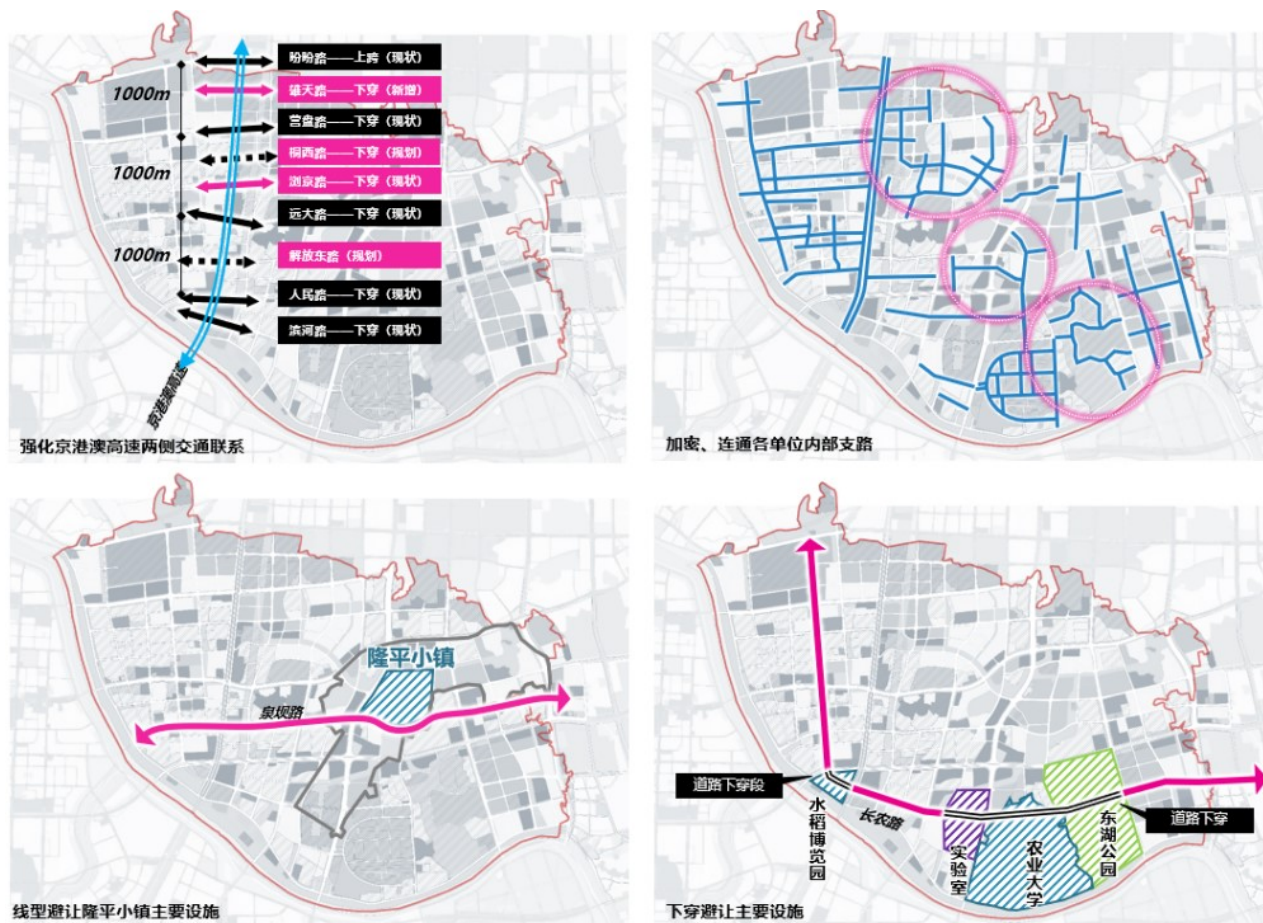 盼盼路——上跨（现状）
1000m
肇天路——下穿（新增）
营盘路——下穿（现状）
桐西路——下穿（规划）
1000m
浏京路——下穿（现状）
远大路——下穿（现状）
1000m
解放东路（规划）
人民路——下穿（现状）
滨河路——下穿（现状）
京港澳高速
强化京港澳高速两侧交通联系
加密、连通各单位内部支路
隆平小镇
泉坝路
线型避让隆平小镇主要设施
道路下穿段
水稻博览园
长农路
实验室
农业大学
东湖公园
道路下穿
下穿避让主要设施